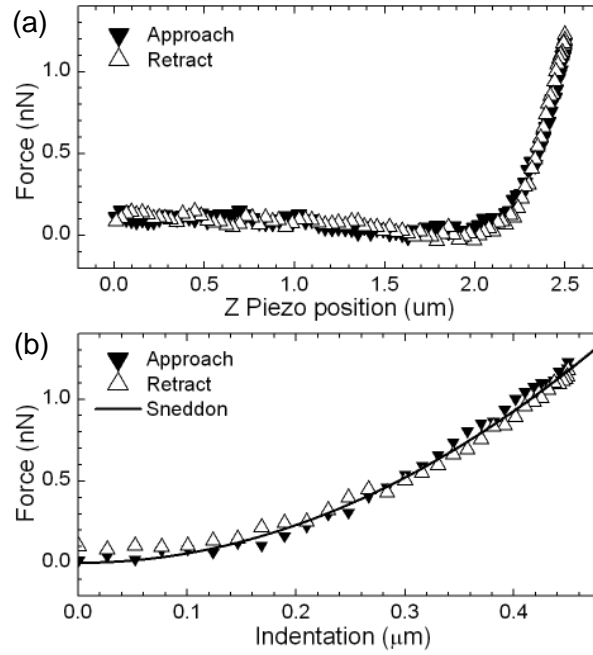 (a)
Approach
Retract
Force (nN)
1.0
0.5
0.0
0.0 0.5 1.0 1.5 2.0 2.5
Z Piezo position (um)
(b)
Approach
Retract
Sneddon
Force (nN)
1.0
0.5
0.0
0.0 0.1 0.2 0.3 0.4
Indentation (μm)